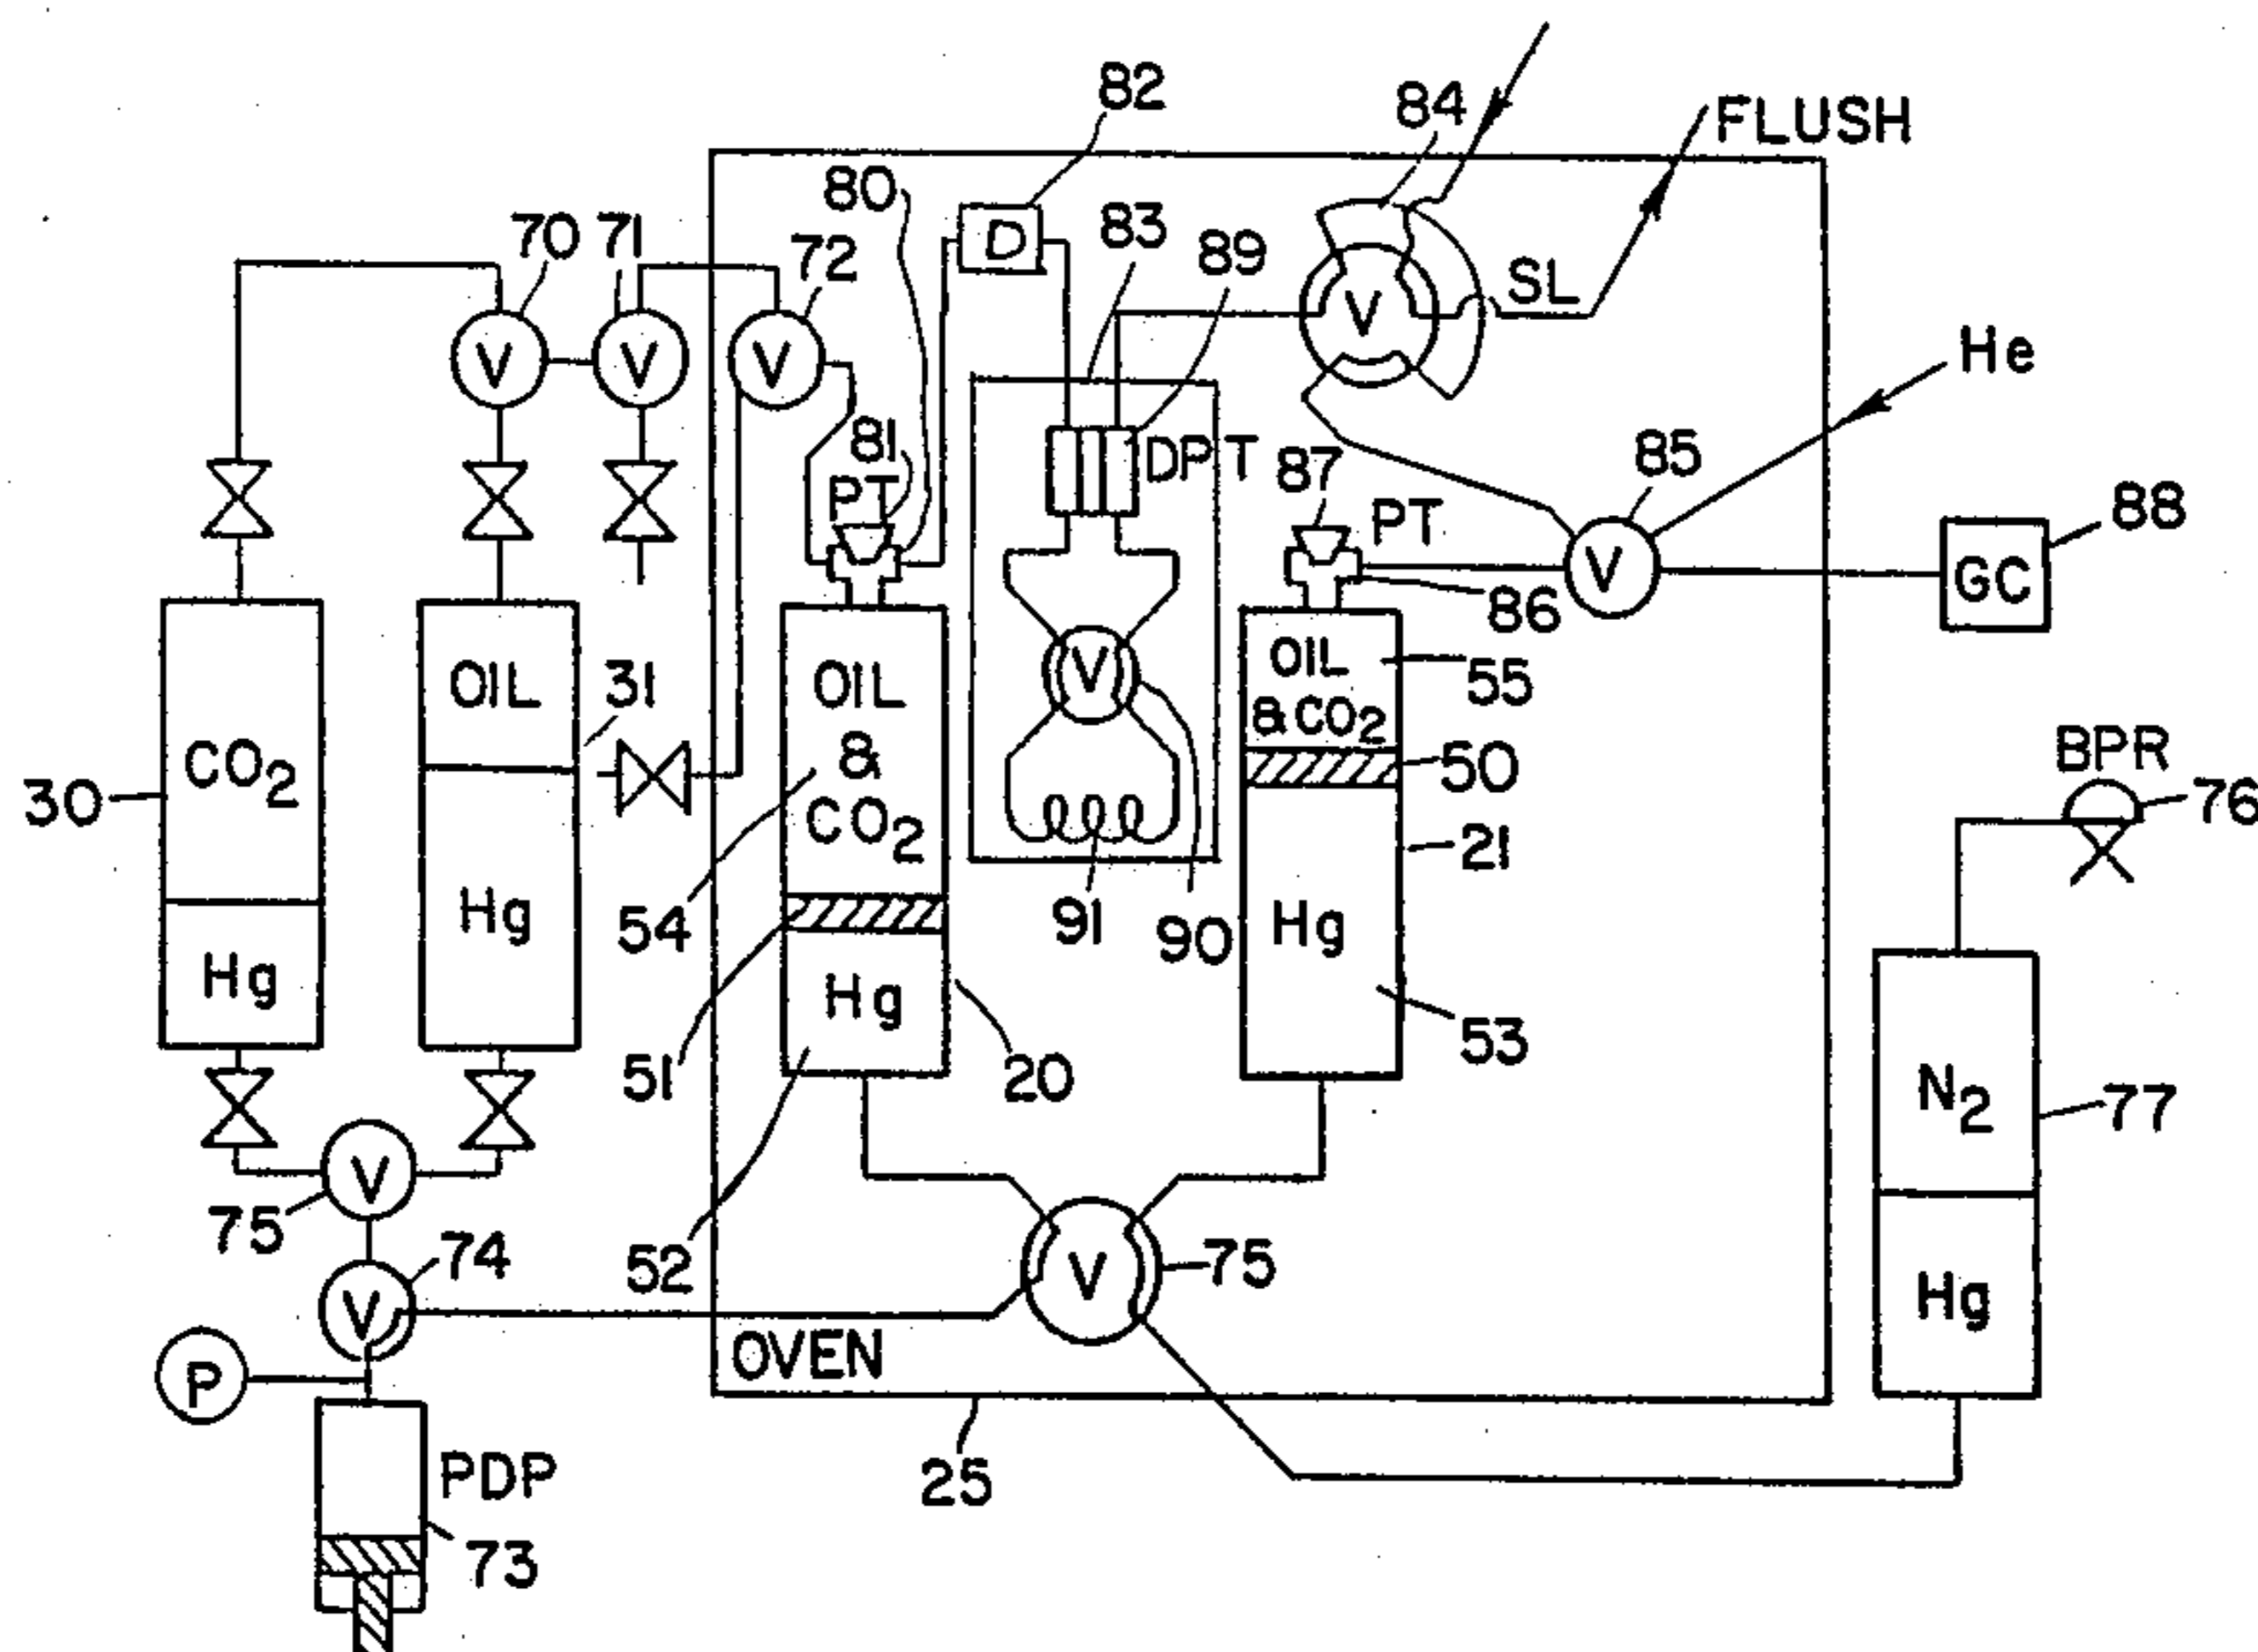 82
84
FLUSH
80
70
71
72
D
83
89
SL
V
V
V
V
He
81
PT
DPT
87
PT
85
88
V
GC
86
OIL
31
OIL
&
CO2
V
OIL
&CO2
55
50
BPR
76
CO2
30
54
Hg
Hg
91
90
21
Hg
51
Hg
20
53
N2
77
V
75
74
52
V
75
Hg
V
P
OVEN
25
PDP
73